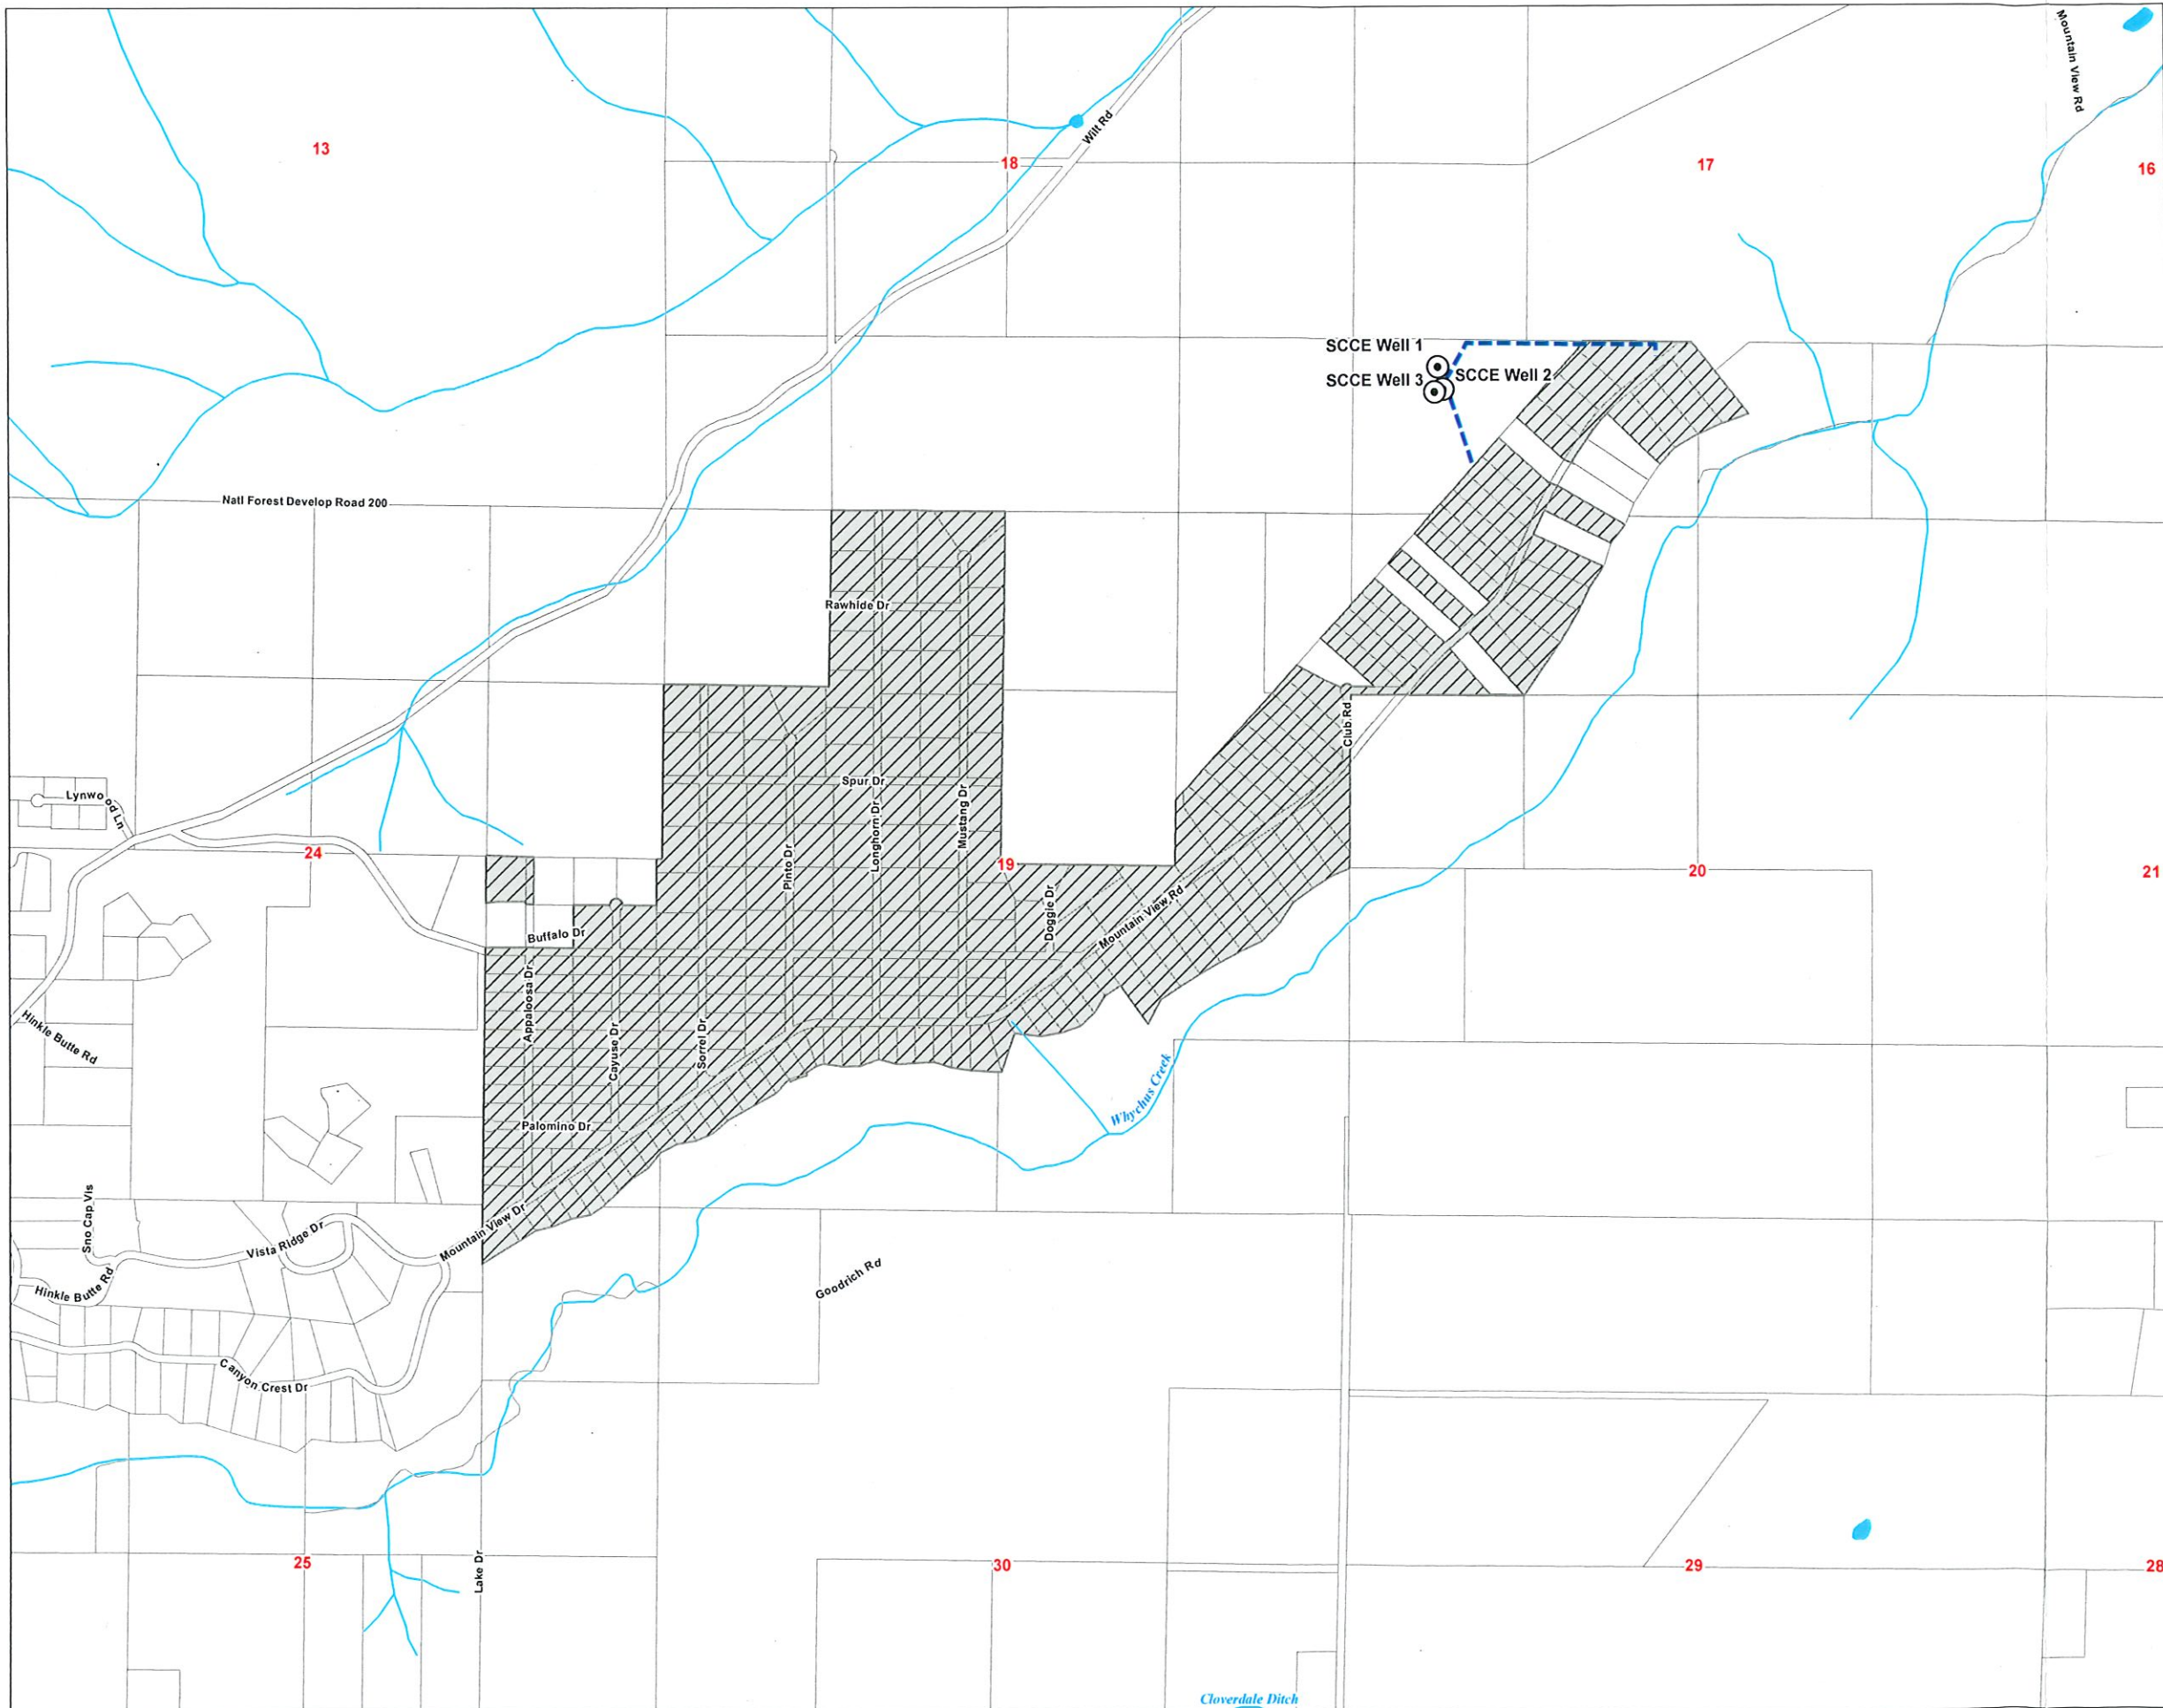 Mountain View Rd
Wilt Rd
13
18
17
16
SCCE Well 1
SCCE Well 2
SCCE Well 3
Natl Forest Develop Road 200
Rawhide Dr
Club Rd
Spur Dr
Lynwood Ln
Longhorn Dr
Mustang Dr
Pinto Dr
24
19
20
21
Doggie Dr
Mountain View Rd
Buffalo Dr
Appaloosa Dr
Cayuse Dr
Sorrel Dr
Hinkle Butte Rd
Whychus Creek
Palomino Dr
Sno Cap Vis
Vista Ridge Dr
Mountain View Dr
Hinkle Butte Rd
Goodrich Rd
Canyon Crest Dr
25
Lake Dr
30
29
28
Cloverdale Ditch